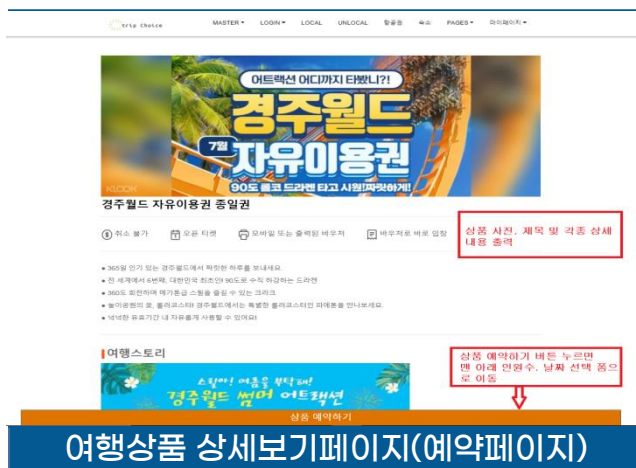 trip Choice
MASTER LOGIN LOCAL UNLOCAL 항공권 숙소 PAGES 마이페이지
어트랙션 어디까지 타봤니?!
경주월드
7월
자유이용권
90도 롤코 드라켄 타고 시원!짜릿하게!
KLOOK
경주월드 자유이용권 종일권
취소 불가 오픈 티켓 모바일 또는 출력된 바우처 바우처로 바로 입장
상품 사진, 제목 및 각종 상세
내용 출력
● 365일 인기 있는 경주월드에서 짜릿한 하루를 보내세요.
● 전 세계에서 6번째, 대한민국 최초인! 90도로 수직 하강하는 드라켄
● 360도 회전하며 메가톤급 스릴을 즐길 수 있는 크라크
● 놀이공원의 꽃, 롤러코스터! 경주월드에서는 특별한 롤러코스터인 파에톤을 만나보세요.
● 넉넉한 유효기간 내 자유롭게 사용할 수 있어요!
여행스토리
상품 예약하기 버튼 누르면
맨 아래 인원수, 날짜 선택 폼으
로 이동
스릴아! 여름을 부탁해!
경주월드 썸머 어트랙션
상품 예약하기
여행상품 상세보기페이지(예약페이지)